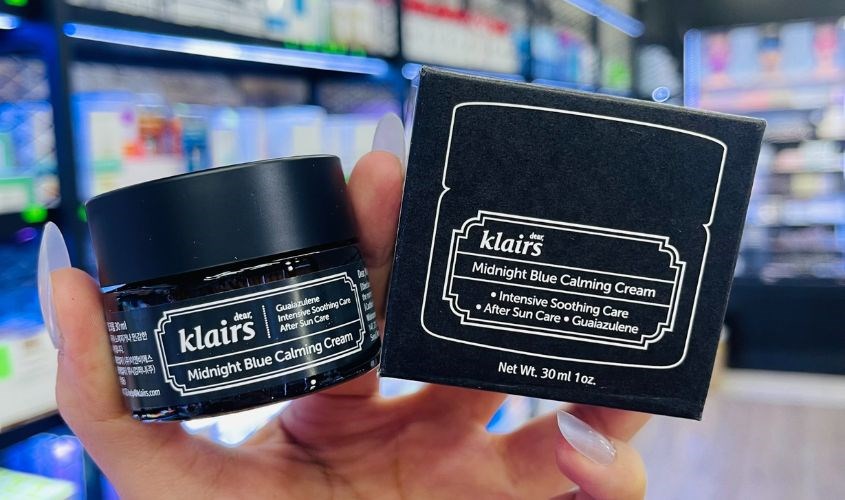 dear,
klairs
Guaiazulene
Intensive Soothing Care
After Sun Care
Midnight Blue Calming Cream
dear,
klairs
Midnight Blue Calming Cream
• Intensive Soothing Care
• After Sun Care • Guaiazulene
Net Wt. 30 ml 1oz.